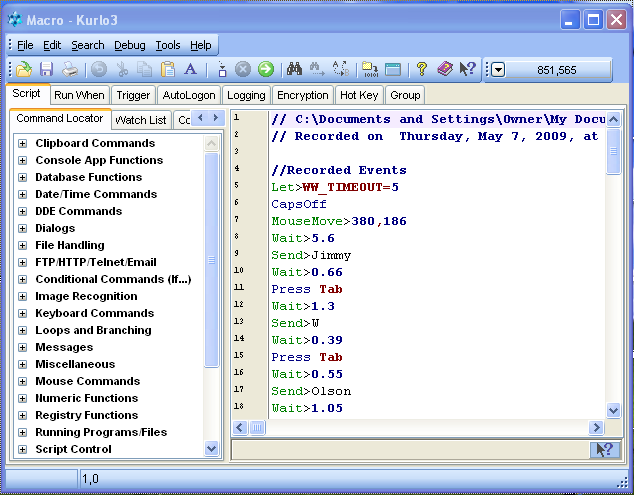 Macro - Kurlo3
File Edit Search Debug Tools Help
851,565
Script Run When Trigger AutoLogon Logging Encryption Hot Key Group
Command Locator Watch List Co
Clipboard Commands
Console App Functions
Database Functions
Date/Time Commands
DDE Commands
Dialogs
File Handling
FTP/HTTP/Telnet/Email
Conditional Commands (If...)
Image Recognition
Keyboard Commands
Loops and Branching
Messages
Miscellaneous
Mouse Commands
Numeric Functions
Registry Functions
Running Programs/Files
Script Control
1 // C:\Documents and Settings\Owner\My Docu
2 // Recorded on  Thursday, May 7, 2009, at
3
4 //Recorded Events
5 Let>WW_TIMEOUT=5
6 CapsOff
7 MouseMove>380,186
8 Wait>5.6
9 Send>Jimmy
10 Wait>0.66
11 Press Tab
12 Wait>1.3
13 Send>W
14 Wait>0.39
15 Press Tab
16 Wait>0.55
17 Send>Olson
18 Wait>1.05
1,0